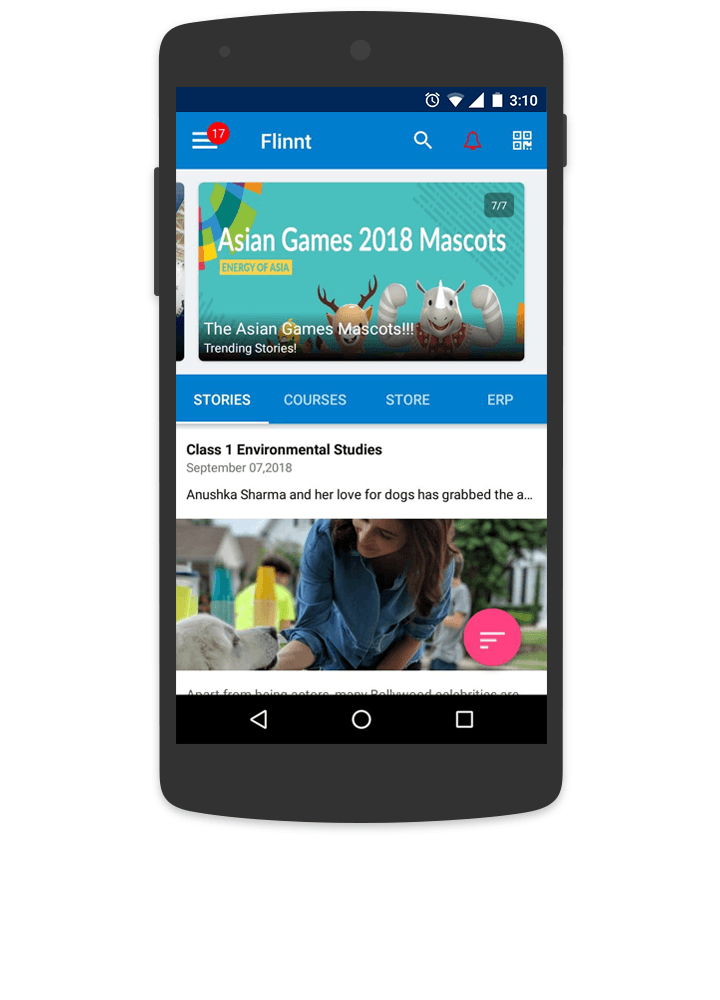 3:10
17
Flinnt
7/7
Asian Games 2018 Mascots
ENERGY OF ASIA
The Asian Games Mascots!!!
Trending Stories!
STORIES COURSES STORE ERP
Class 1 Environmental Studies
September 07,2018
Anushka Sharma and her love for dogs has grabbed the a...
Apart from being actors, many Bollywood celebrities are